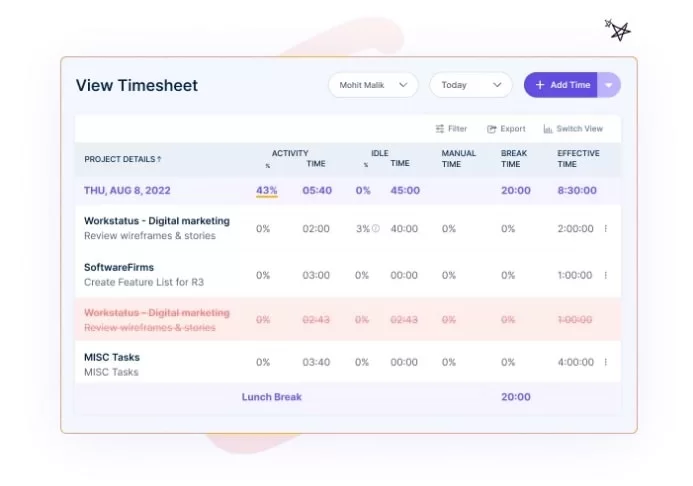 View Timesheet
Mohit Malik
Today
+ Add Time
Filter
Export
Switch View
PROJECT DETAILS ↑
ACTIVITY
% TIME
IDLE
% TIME
MANUAL
TIME
BREAK
TIME
EFFECTIVE
TIME
THU, AUG 8, 2022 43% 05:40 0% 45:00 20:00 8:30:00
Workstatus - Digital marketing
Review wireframes & stories
0% 02:00 3% 40:00 0% 0% 2:00:00
SoftwareFirms
Create Feature List for R3
0% 03:00 0% 00:00 0% 0% 1:00:00
Workstatus – Digital marketing
Review wireframes & stories
0% 02:43 0% 02:43 0% 0% 1:00:00
MISC Tasks
MISC Tasks
0% 03:40 0% 00:00 0% 0% 4:00:00
Lunch Break 20:00